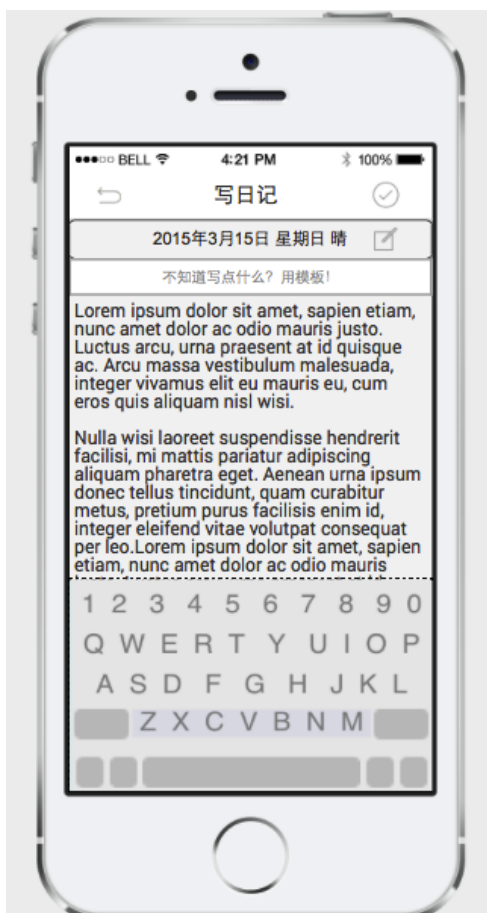 BELL 4:21 PM 100%
写日记
2015年3月15日 星期日 晴
不知道写点什么？用模板！
Lorem ipsum dolor sit amet, sapien etiam,
nunc amet dolor ac odio mauris justo.
Luctus arcu, urna praesent at id quisque
ac. Arcu massa vestibulum malesuada,
integer vivamus elit eu mauris eu, cum
eros quis aliquam nisl wisi.
Nulla wisi laoreet suspendisse hendrerit
facilisi, mi mattis pariatur adipiscing
aliquam pharetra eget. Aenean urna ipsum
donec tellus tincidunt, quam curabitur
metus, pretium purus facilisis enim id,
integer eleifend vitae volutpat consequat
per leo.Lorem ipsum dolor sit amet, sapien
etiam, nunc amet dolor ac odio mauris
1 2 3 4 5 6 7 8 9 0
Q W E R T Y U I O P
A S D F G H J K L
Z X C V B N M